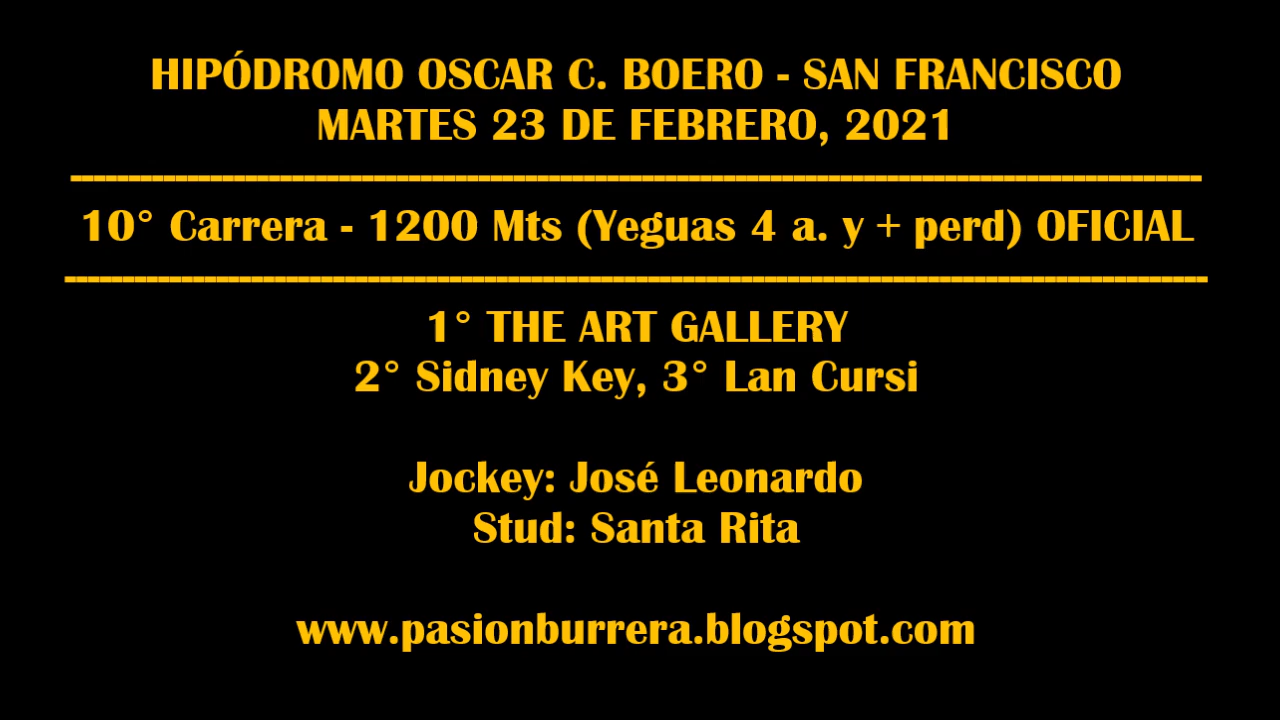 HIPÓDROMO OSCAR C. BOERO - SAN FRANCISCO
MARTES 23 DE FEBRERO, 2021
---------------------------------------------------------------------------------------------------
10° Carrera - 1200 Mts (Yeguas 4 a. y + perd) OFICIAL
----------------------------------------------------------------------------------------------------
1° THE ART GALLERY
2° Sidney Key, 3° Lan Cursi
Jockey: José Leonardo
Stud: Santa Rita
www.pasionburrera.blogspot.com